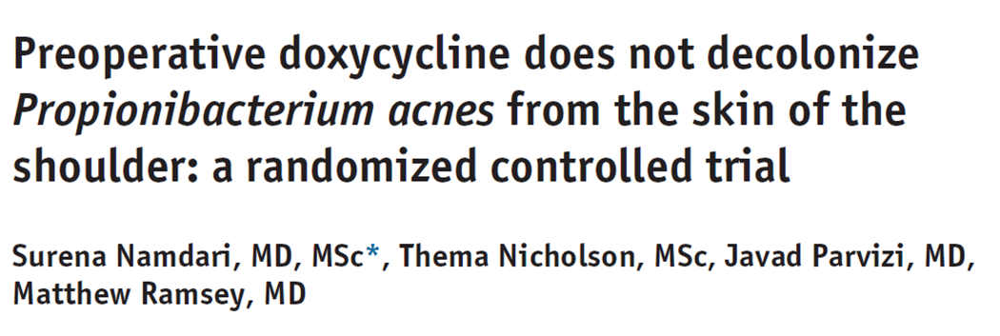 Preoperative doxycycline does not decolonize
Propionibacterium acnes from the skin of the
shoulder: a randomized controlled trial
Surena Namdari, MD, MSc*, Thema Nicholson, MSc, Javad Parvizi, MD,
Matthew Ramsey, MD